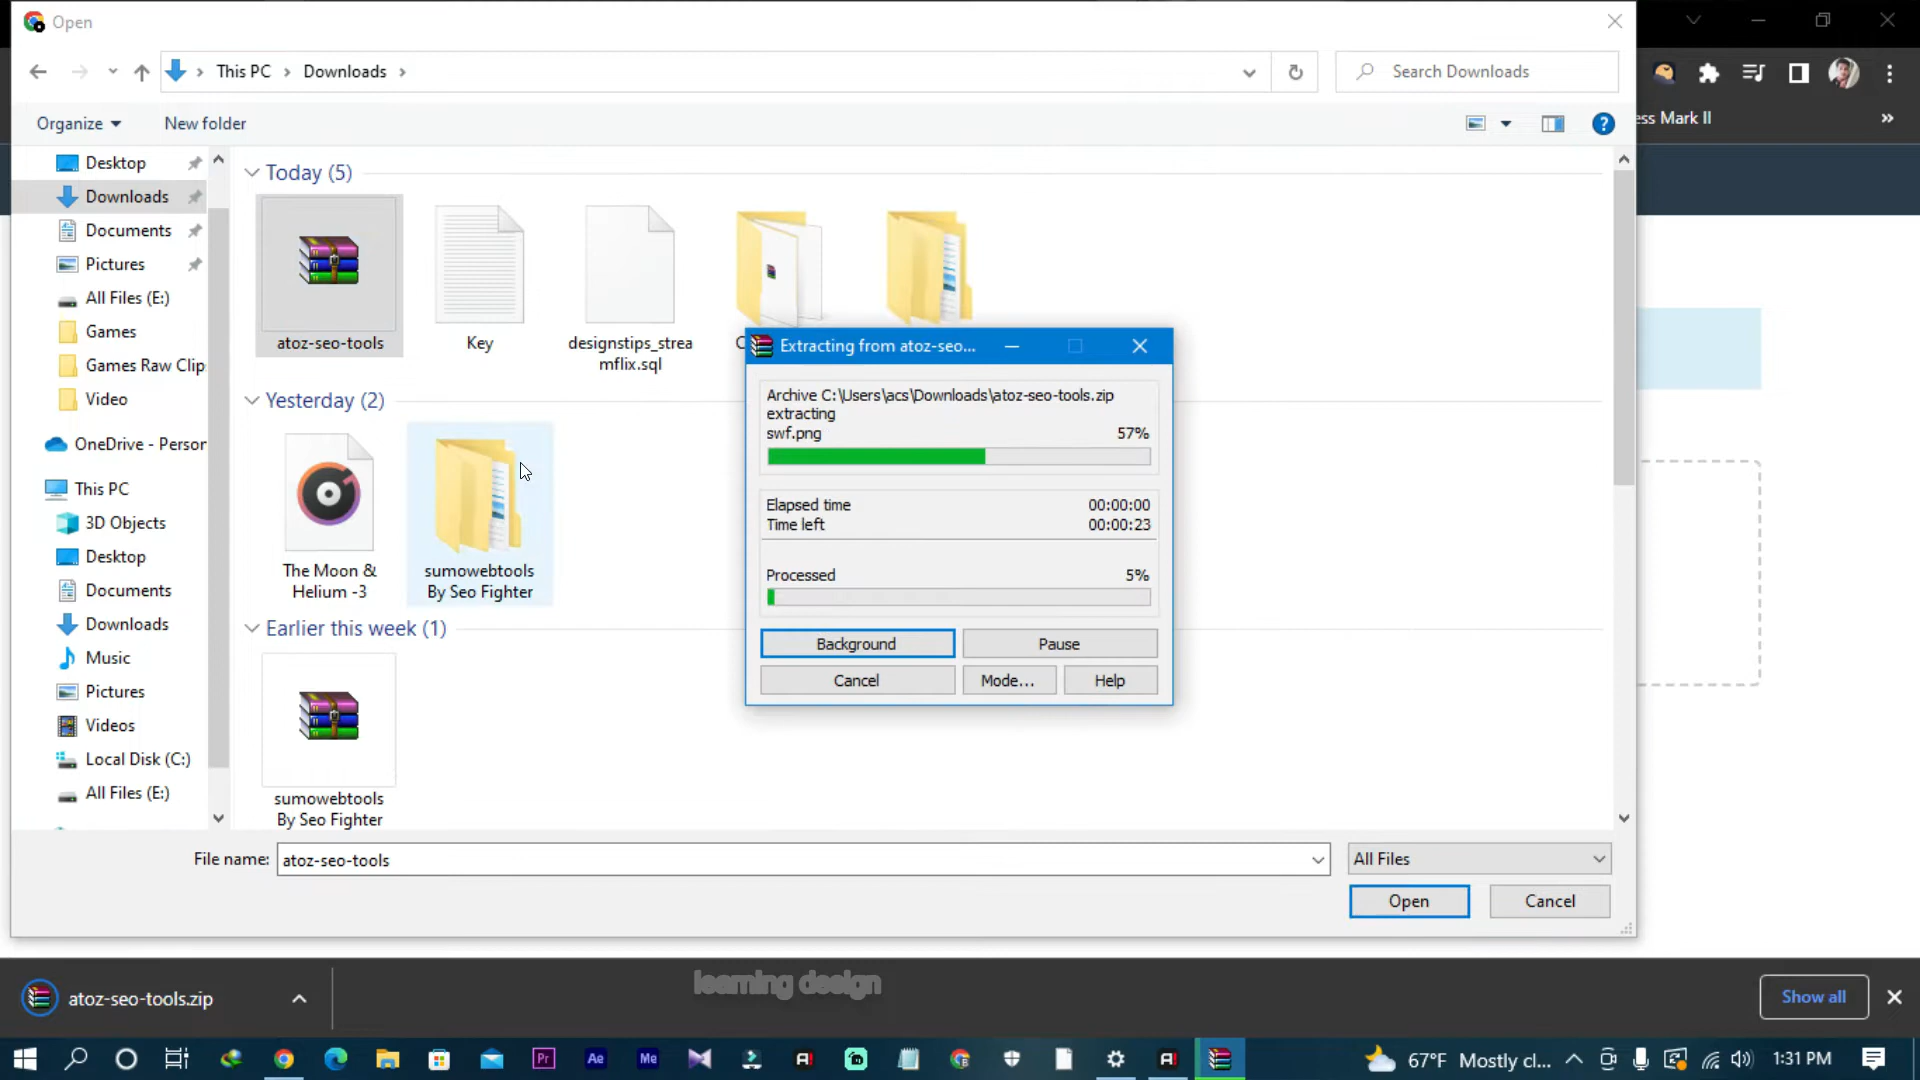 Open
This PC
Downloads
Search Downloads
ess Mark II
Organize
New folder
Desktop
Downloads
Documents
Pictures
All Files (E:)
Games
Games Raw Clip
Video
OneDrive - Person
This PC
3D Objects
Desktop
Documents
Downloads
Music
Pictures
Videos
Local Disk (C:)
All Files (E:)
Today (5)
atoz-seo-tools
Key
designstips_strea
mflix.sql
C
Yesterday (2)
The Moon &
Helium -3
sumowebtools
By Seo Fighter
Earlier this week (1)
sumowebtools
By Seo Fighter
Extracting from atoz-seo...
Archive C:\Users\acs\Downloads\atoz-seo-tools.zip
extracting
swf.png 57%
Elapsed time 00:00:00
Time left 00:00:23
Processed 5%
Background
Pause
Cancel
Mode...
Help
File name: atoz-seo-tools
All Files
Open
Cancel
atoz-seo-tools.zip
learning design
Show all
Pr
Ae
Me
67°F Mostly cl...
1:31 PM